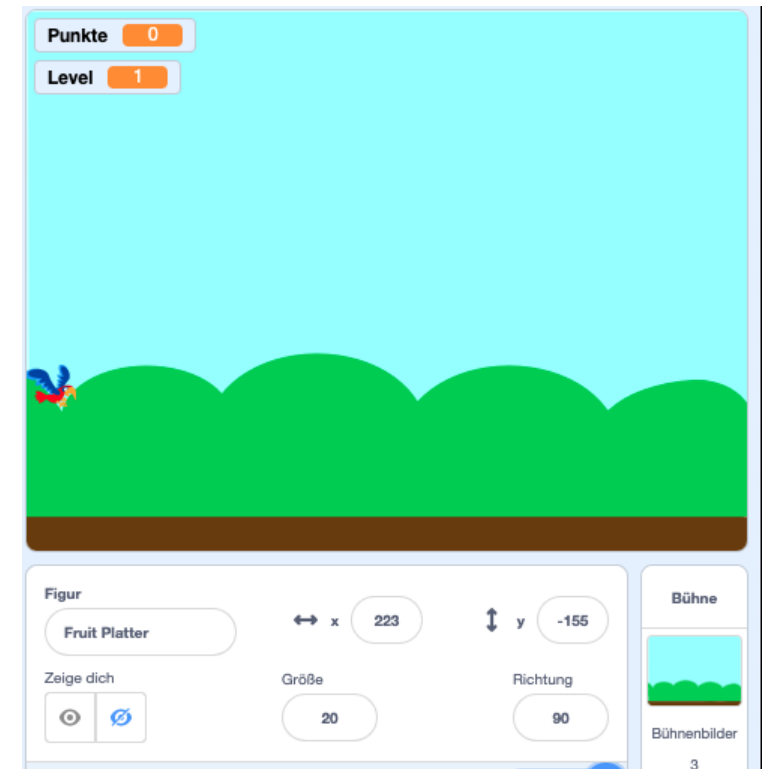 Punkte 0
Level 1
Figur
Fruit Platter
x 223
y -155
Zeige dich
Größe
20
Richtung
90
Bühne
Bühnenbilder
3